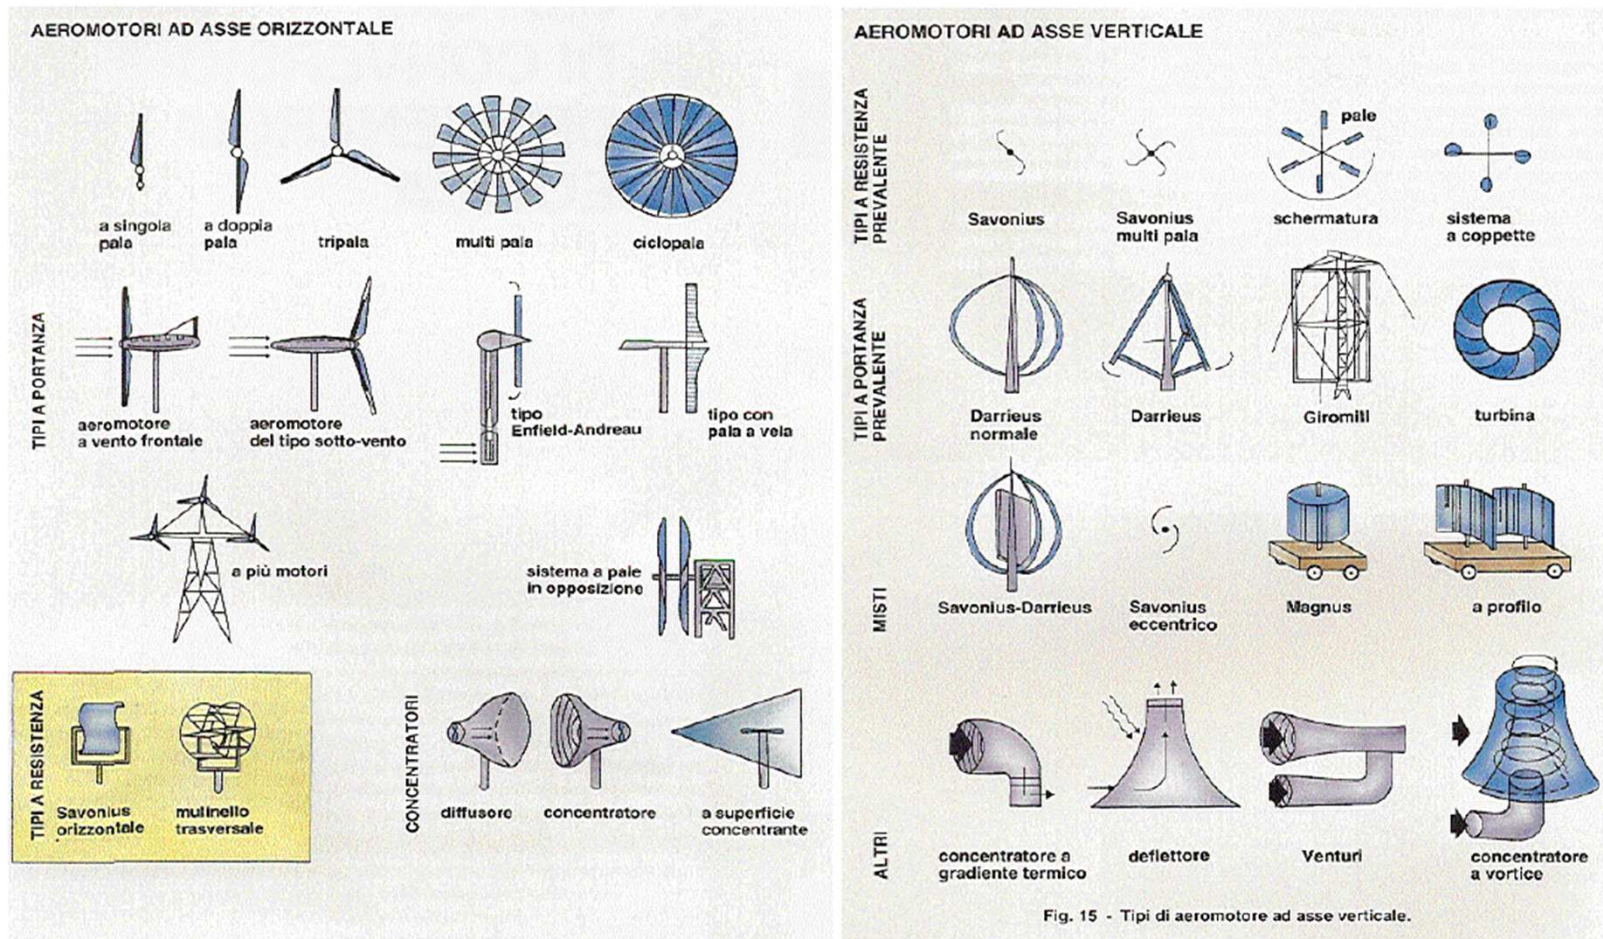 AEROMOTORI AD ASSE ORIZZONTALE
TIPI A PORTANZA
a singola
pala
a doppia
pala
tripala
multi pala
ciclopala
aeromotore
a vento frontale
aeromotore
del tipo sotto-vento
tipo
Enfield-Andreau
tipo con
pala a vela
a più motori
sistema a pale
in opposizione
TIPI A RESISTENZA
Savonius
orizzontale
mulinello
trasversale
CONCENTRATORI
diffusore
concentratore
a superficie
concentrante
AEROMOTORI AD ASSE VERTICALE
TIPI A RESISTENZA
PREVALENTE
Savonius
Savonius
multi pala
pale
schermatura
sistema
a coppette
TIPI A PORTANZA
PREVALENTE
Darrieus
normale
Darrieus
Giromill
turbina
MISTI
Savonius-Darrieus
Savonius
eccentrico
Magnus
a profilo
ALTRI
concentratore a
gradiente termico
deflettore
Venturi
concentratore
a vortice
Fig. 15 - Tipi di aeromotore ad asse verticale.